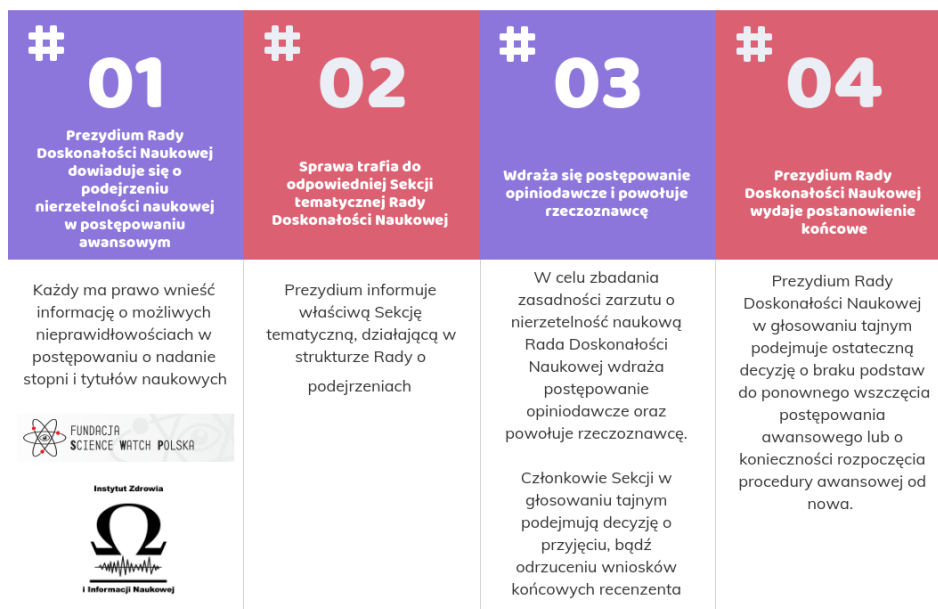 # 01
Prezydium Rady
Doskonałości Naukowej
dowiaduje się o
podejrzeniu
nierzetelności naukowej
w postępowaniu
awansowym
Każdy ma prawo wnieść
informację o możliwych
nieprawidłowościach w
postępowaniu o nadanie
stopni i tytułów naukowych
FUNDACJA
SCIENCE WATCH POLSKA
Instytut Zdrowia
Ω
i Informacji Naukowej
# 02
Sprawa trafia do
odpowiedniej Sekcji
tematycznej Rady
Doskonałości Naukowej
Prezydium informuje
właściwą Sekcję
tematyczną, działającą w
strukturze Rady o
podejrzeniach
# 03
Wdraża się postępowanie
opiniodawcze i powołuje
rzeczoznawcę
W celu zbadania
zasadności zarzutu o
nierzetelność naukową
Rada Doskonałości
Naukowej wdraża
postępowanie
opiniodawcze oraz
powołuje rzeczoznawcę.
Członkowie Sekcji w
głosowaniu tajnym
podejmują decyzję o
przyjęciu, bądź
odrzuceniu wniosków
końcowych recenzenta
# 04
Prezydium Rady
Doskonałości Naukowej
wydaje postanowienie
końcowe
Prezydium Rady
Doskonałości Naukowej
w głosowaniu tajnym
podejmuje ostateczną
decyzję o braku podstaw
do ponownego wszczęcia
postępowania
awansowego lub o
konieczności rozpoczęcia
procedury awansowej od
nowa.